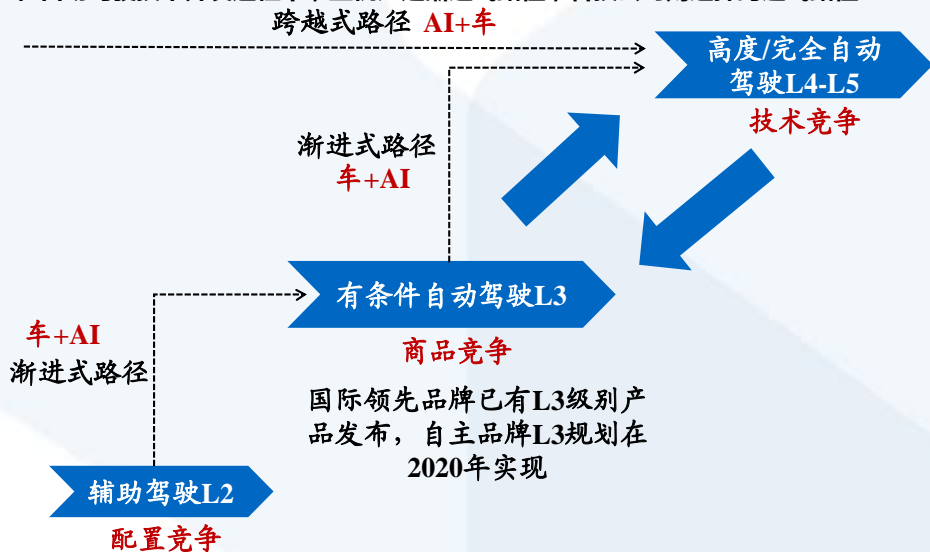 跨越式路径 AI+车
高度/完全自动
驾驶L4-L5
技术竞争
渐进式路径
车+AI
有条件自动驾驶L3
商品竞争
车+AI
渐进式路径
国际领先品牌已有L3级别产
品发布，自主品牌L3规划在
2020年实现
辅助驾驶L2
配置竞争